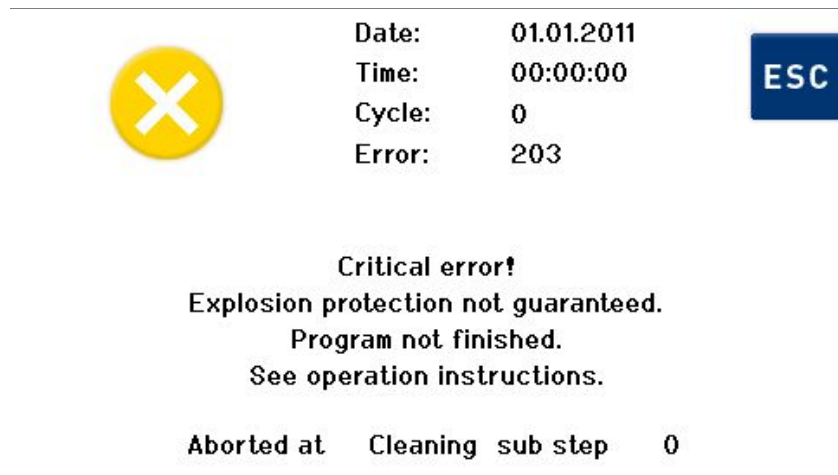 Date: 01.01.2011
Time: 00:00:00
ESC
Cycle: 0
Error: 203
Critical error!
Explosion protection not guaranteed.
Program not finished.
See operation instructions.
Aborted at Cleaning sub step 0